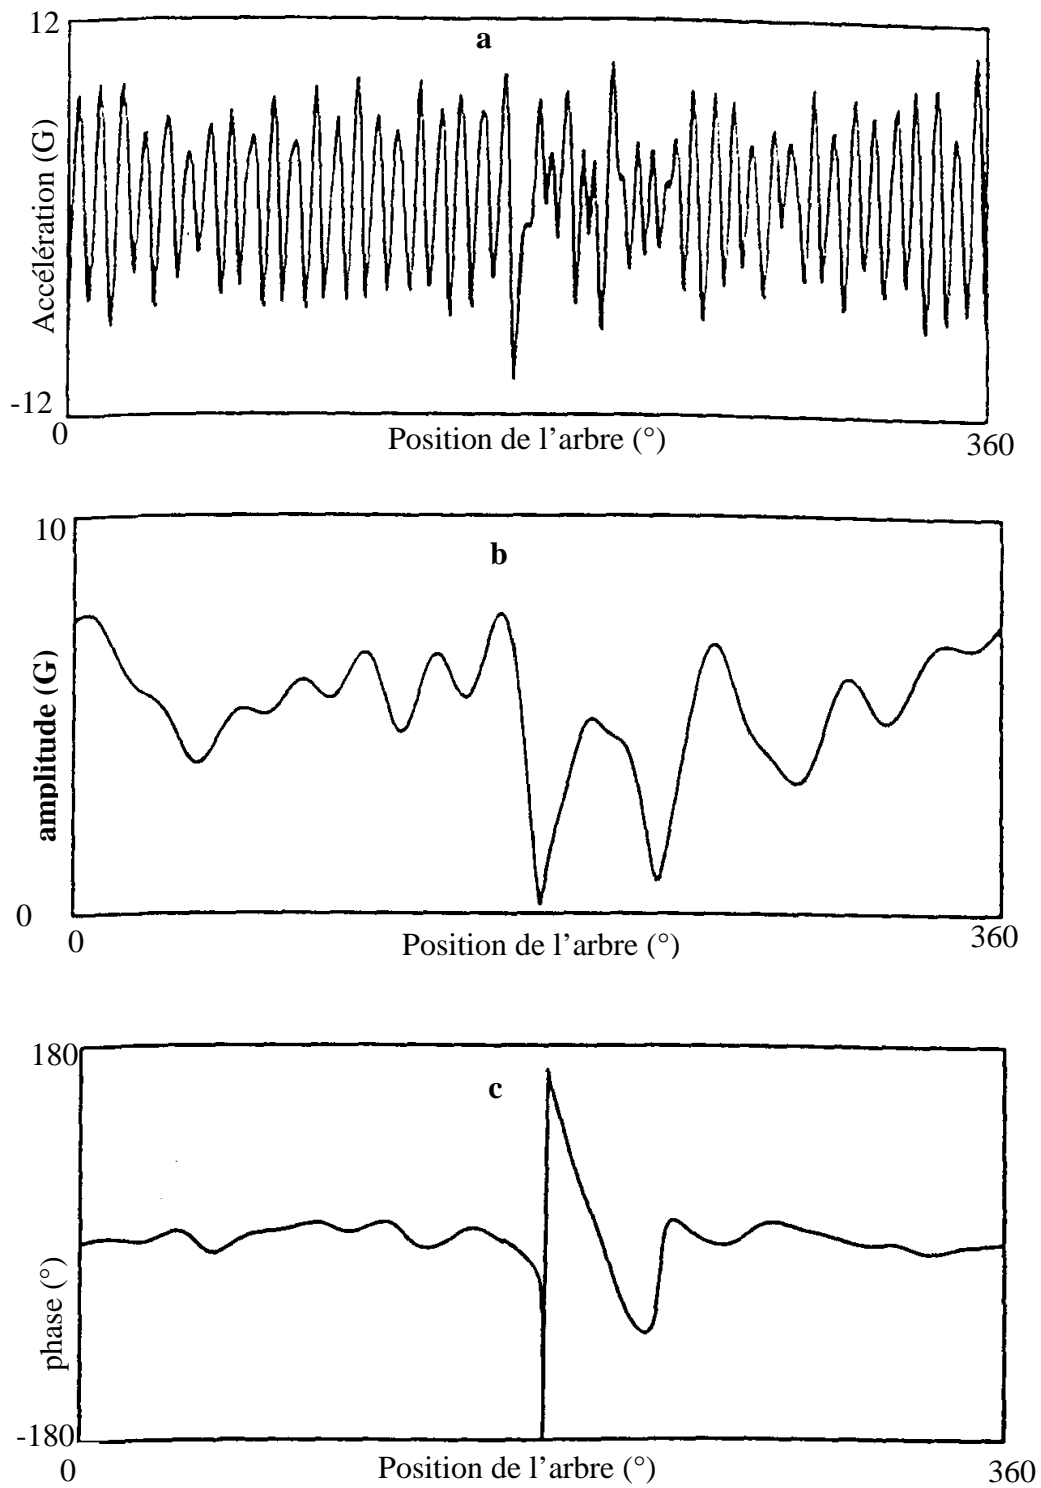 12
a
Accélération (G)
-12
0
Position de l’arbre (°)
360
10
b
amplitude (G)
0
0
Position de l’arbre (°)
360
180
c
phase (°)
-180
0
Position de l’arbre (°)
360